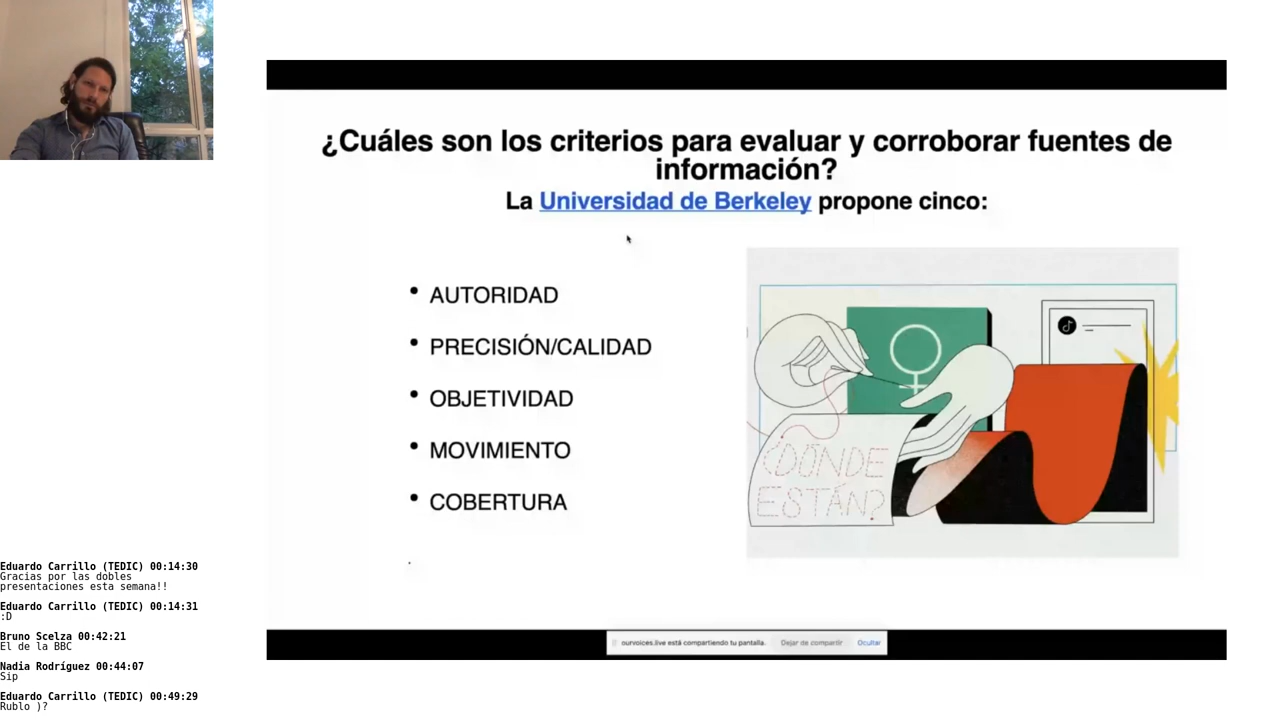 ¿Cuáles son los criterios para evaluar y corroborar fuentes de
información?
La Universidad de Berkeley propone cinco:
• AUTORIDAD
• PRECISIÓN/CALIDAD
• OBJETIVIDAD
• MOVIMIENTO
• COBERTURA
¿DÓNDE
ESTÁN?
ourvoices.live está compartiendo tu pantalla. Dejar de compartir Ocultar
Eduardo Carrillo (TEDIC) 00:14:30
Gracias por las dobles
presentaciones esta semana!!
Eduardo Carrillo (TEDIC) 00:14:31
:D
Bruno Scelza 00:42:21
El de la BBC
Nadia Rodríguez 00:44:07
Sip
Eduardo Carrillo (TEDIC) 00:49:29
Rublo )?